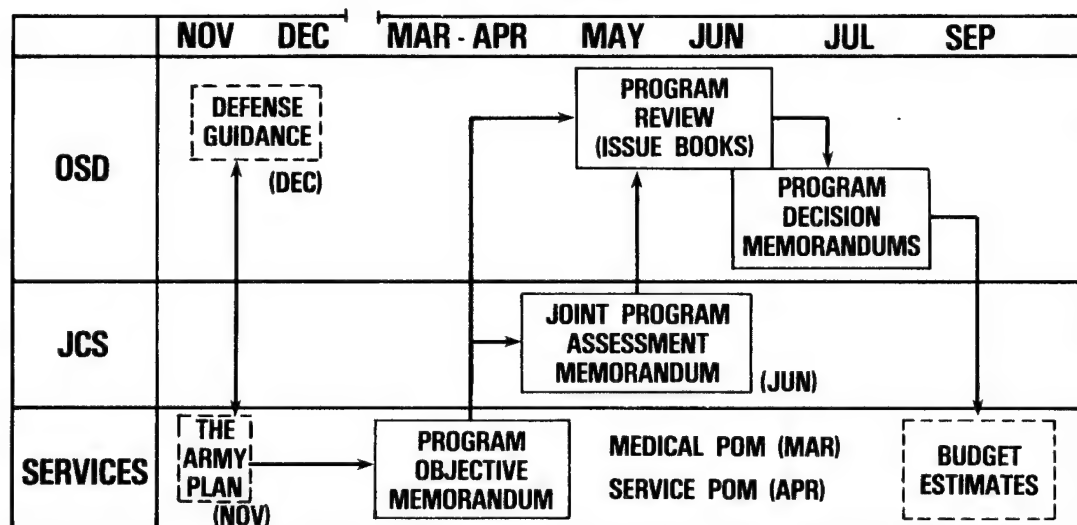 NOV DEC MAR - APR MAY JUN JUL SEP
OSD
DEFENSE
GUIDANCE
(DEC)
PROGRAM
REVIEW
(ISSUE BOOKS)
PROGRAM
DECISION
MEMORANDUMS
JCS
JOINT PROGRAM
ASSESSMENT
MEMORANDUM
(JUN)
SERVICES
THE
ARMY
PLAN
(NOV)
PROGRAM
OBJECTIVE
MEMORANDUM
MEDICAL POM (MAR)
SERVICE POM (APR)
BUDGET
ESTIMATES